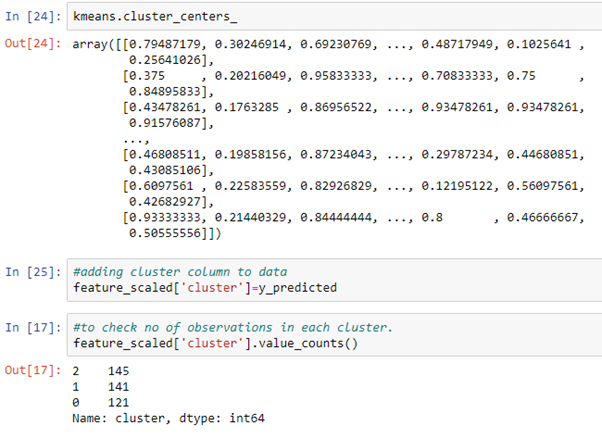 In [24]: kmeans.cluster_centers_
Out[24]: array([[0.79487179, 0.30246914, 0.69230769, ..., 0.48717949, 0.1025641 ,
0.25641026],
[0.375     , 0.20216049, 0.95833333, ..., 0.70833333, 0.75      ,
0.84895833],
[0.43478261, 0.1763285 , 0.86956522, ..., 0.93478261, 0.93478261,
0.91576087],
...,
[0.46808511, 0.19858156, 0.87234043, ..., 0.29787234, 0.44680851,
0.43085106],
[0.6097561 , 0.22583559, 0.82926829, ..., 0.12195122, 0.56097561,
0.42682927],
[0.93333333, 0.21440329, 0.84444444, ..., 0.8       , 0.46666667,
0.50555556]])
In [25]: #adding cluster column to data
feature_scaled['cluster']=y_predicted
In [17]: #to check no of observations in each cluster.
feature_scaled['cluster'].value_counts()
Out[17]: 2    145
1    141
0    121
Name: cluster, dtype: int64